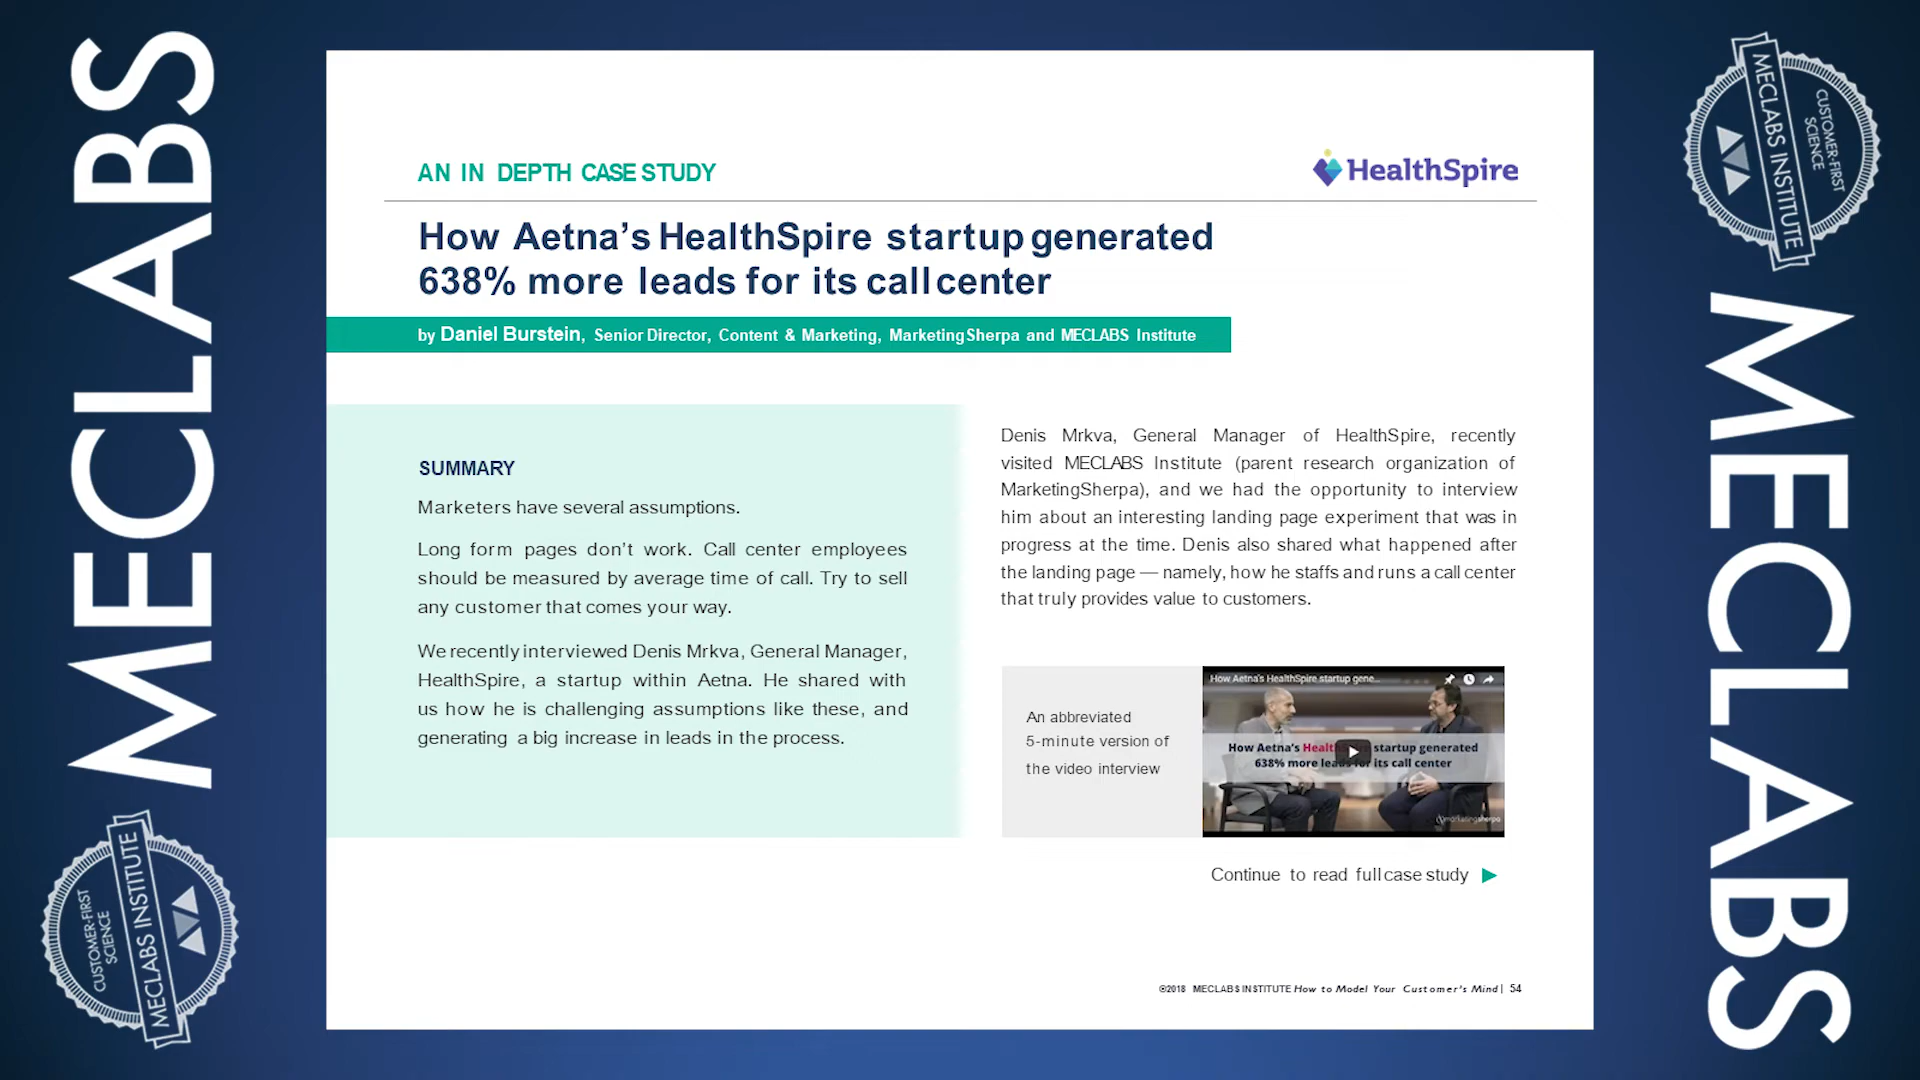 MECLABS
CUSTOMER-FIRST
SCIENCE
MECLABS INSTITUTE
AN IN DEPTH CASE STUDY
HealthSpire
How Aetna’s HealthSpire startup generated
638% more leads for its call center
by Daniel Burstein, Senior Director, Content & Marketing, MarketingSherpa and MECLABS Institute
SUMMARY
Marketers have several assumptions.
Long form pages don’t work. Call center employees
should be measured by average time of call. Try to sell
any customer that comes your way.
We recently interviewed Denis Mrkva, General Manager,
HealthSpire, a startup within Aetna. He shared with
us how he is challenging assumptions like these, and
generating a big increase in leads in the process.
Denis Mrkva, General Manager of HealthSpire, recently
visited MECLABS Institute (parent research organization of
MarketingSherpa), and we had the opportunity to interview
him about an interesting landing page experiment that was in
progress at the time. Denis also shared what happened after
the landing page — namely, how he staffs and runs a call center
that truly provides value to customers.
An abbreviated
5-minute version of
the video interview
How Aetna's HealthSpire startup gene...
How Aetna's HealthSpire startup generated
638% more leads for its call center
marketingsherpa
Continue to read full case study
©2018 MECLABS INSTITUTE How to Model Your Customer’s Mind | 54
MECLABS INSTITUTE
CUSTOMER-FIRST
SCIENCE
MECLABS